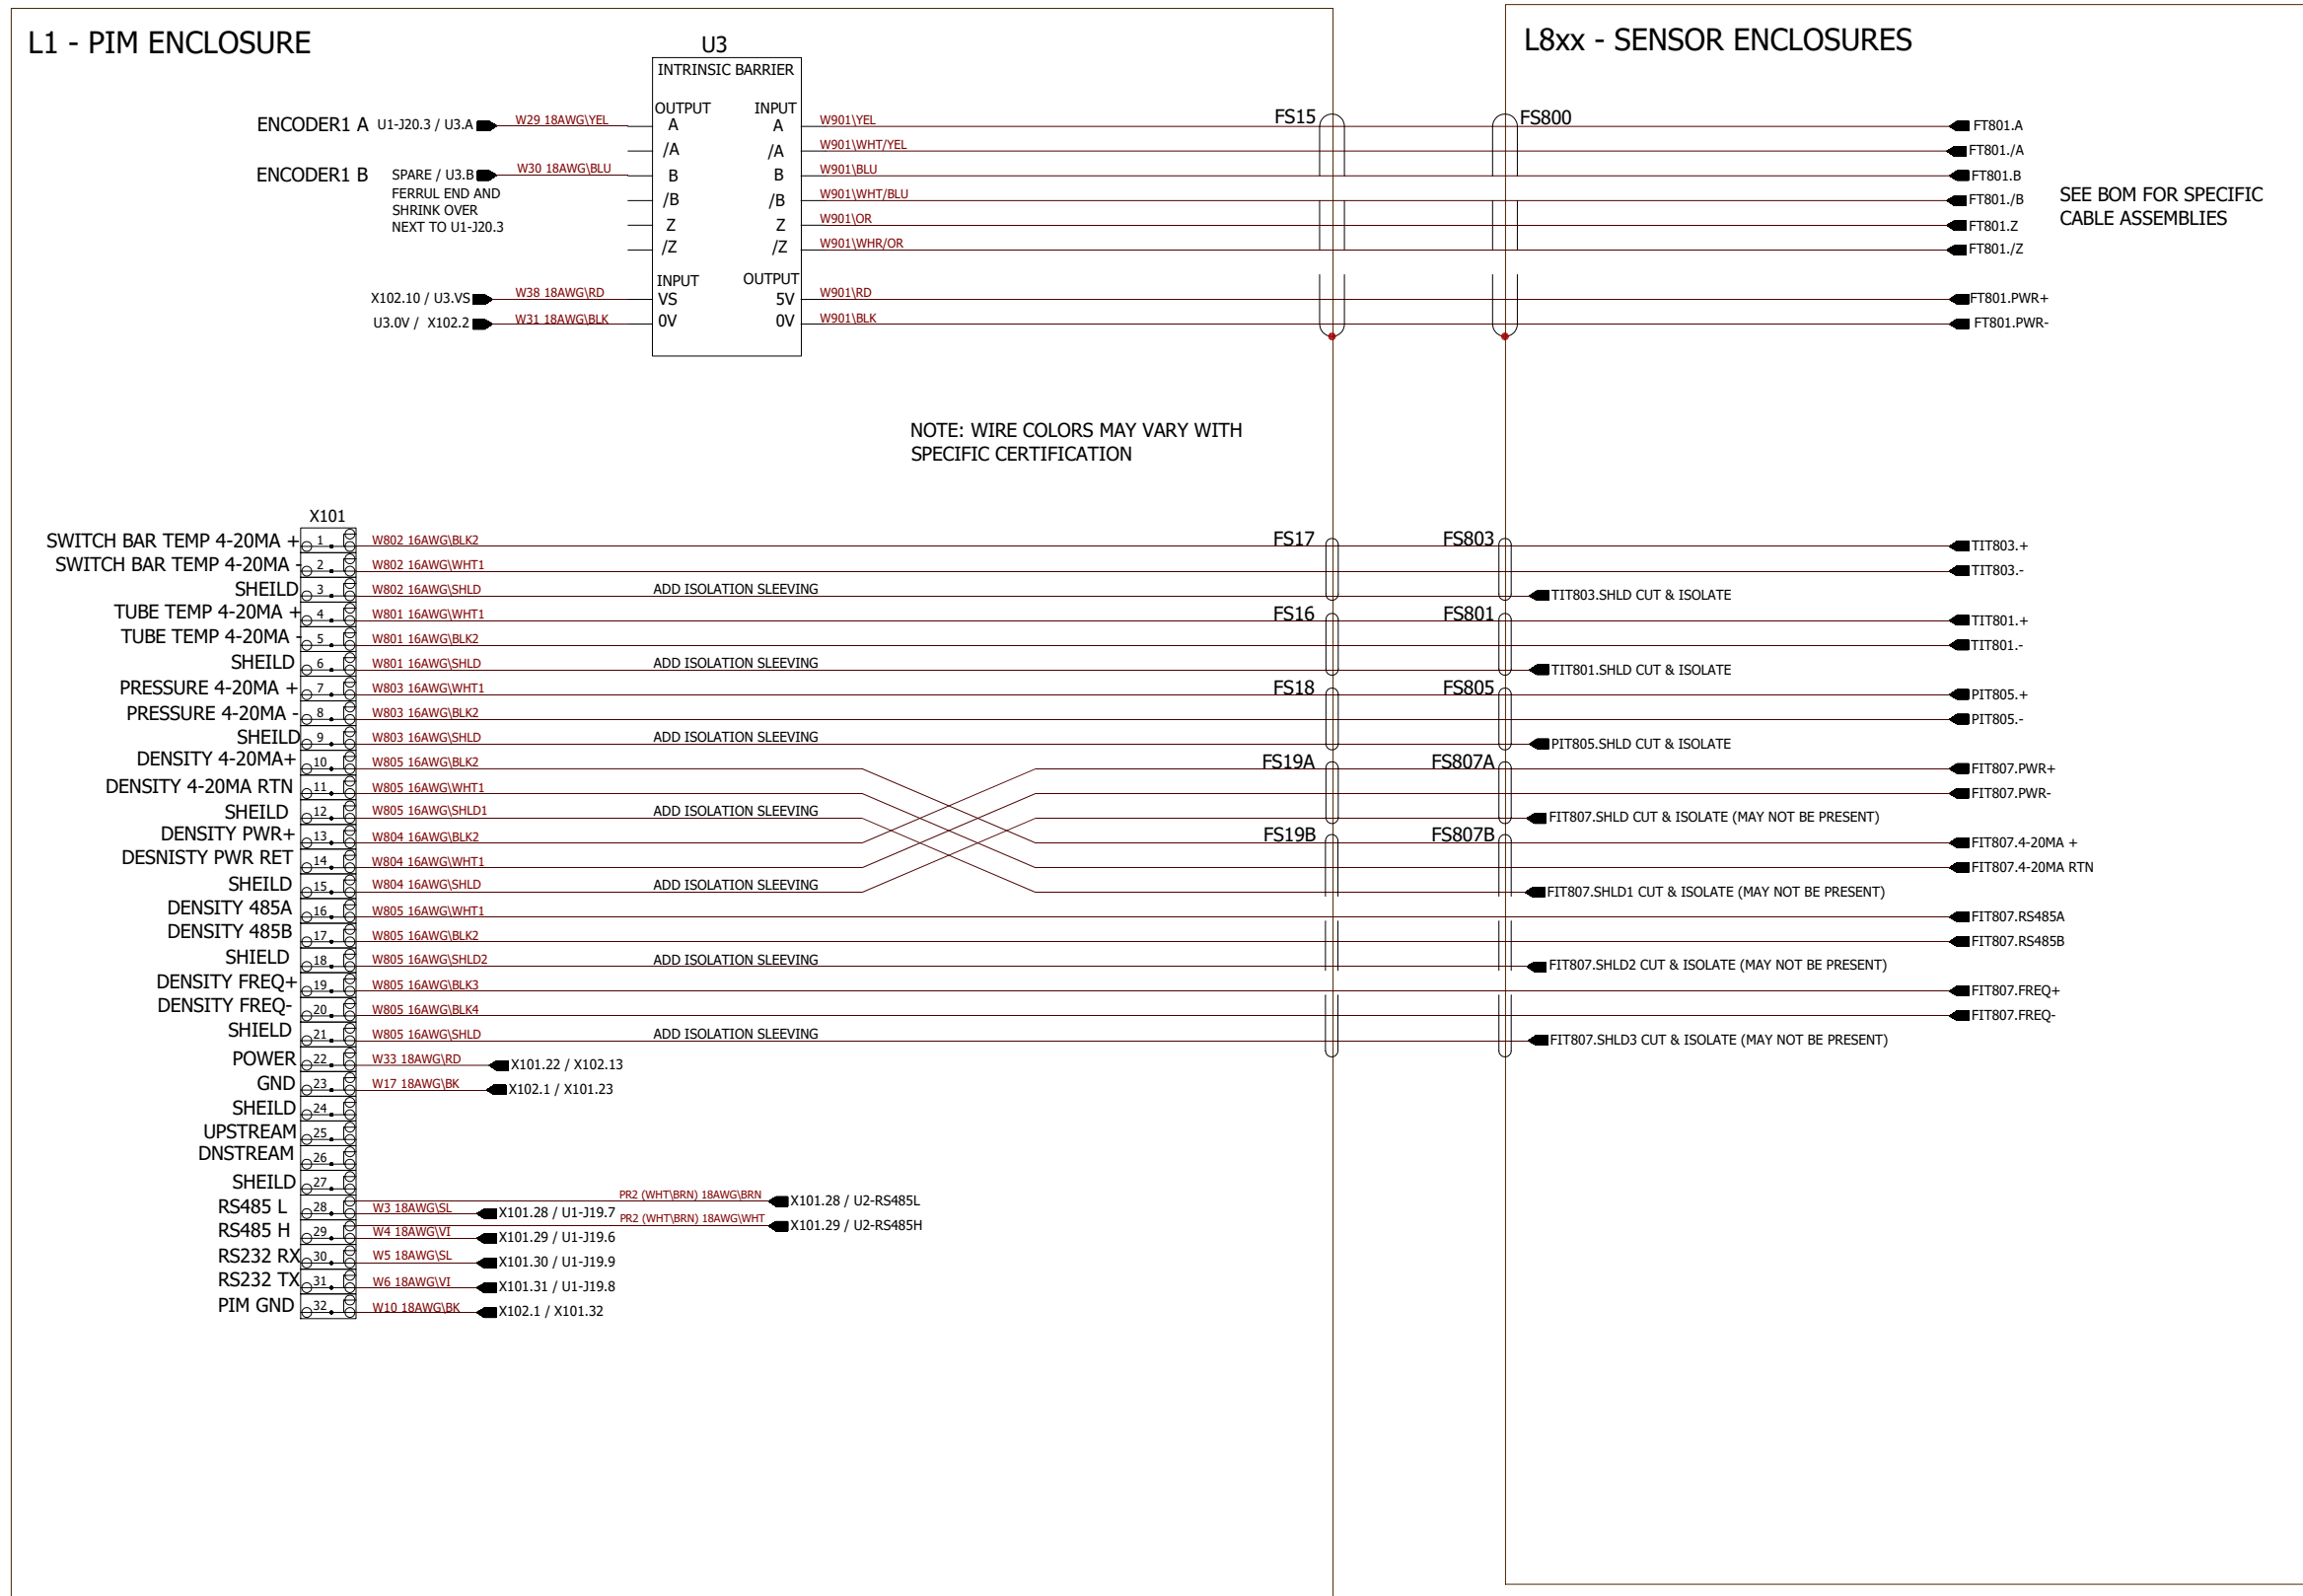 L1 - PIM ENCLOSURE
L8xx - SENSOR ENCLOSURES
U3
INTRINSIC BARRIER
OUTPUT INPUT
ENCODER1 A U1-J20.3 / U3.A W29 18AWG\YEL A A W901\YEL FS15 FS800 FT801.A
/A /A W901\WHT/YEL FT801./A
ENCODER1 B SPARE / U3.B W30 18AWG\BLU B B W901\BLU FT801.B
FERRUL END AND
SHRINK OVER
NEXT TO U1-J20.3
/B /B W901\WHT/BLU FT801./B
Z Z W901\OR FT801.Z
/Z /Z W901\WHR/OR FT801./Z
SEE BOM FOR SPECIFIC
CABLE ASSEMBLIES
INPUT OUTPUT
X102.10 / U3.VS W38 18AWG\RD VS 5V W901\RD FT801.PWR+
U3.0V / X102.2 W31 18AWG\BLK 0V 0V W901\BLK FT801.PWR-
NOTE: WIRE COLORS MAY VARY WITH
SPECIFIC CERTIFICATION
X101
SWITCH BAR TEMP 4-20MA + 1 W802 16AWG\BLK2 FS17 FS803 TIT803.+
SWITCH BAR TEMP 4-20MA - 2 W802 16AWG\WHT1 TIT803.-
SHEILD 3 W802 16AWG\SHLD ADD ISOLATION SLEEVING TIT803.SHLD CUT & ISOLATE
TUBE TEMP 4-20MA + 4 W801 16AWG\WHT1 FS16 FS801 TIT801.+
TUBE TEMP 4-20MA - 5 W801 16AWG\BLK2 TIT801.-
SHEILD 6 W801 16AWG\SHLD ADD ISOLATION SLEEVING TIT801.SHLD CUT & ISOLATE
PRESSURE 4-20MA + 7 W803 16AWG\WHT1 FS18 FS805 PIT805.+
PRESSURE 4-20MA - 8 W803 16AWG\BLK2 PIT805.-
SHEILD 9 W803 16AWG\SHLD ADD ISOLATION SLEEVING PIT805.SHLD CUT & ISOLATE
DENSITY 4-20MA+ 10 W805 16AWG\BLK2 FS19A FS807A FIT807.PWR+
DENSITY 4-20MA RTN 11 W805 16AWG\WHT1 FIT807.PWR-
SHEILD 12 W805 16AWG\SHLD1 ADD ISOLATION SLEEVING FIT807.SHLD CUT & ISOLATE (MAY NOT BE PRESENT)
DENSITY PWR+ 13 W804 16AWG\BLK2 FS19B FS807B FIT807.4-20MA +
DESNISTY PWR RET 14 W804 16AWG\WHT1 FIT807.4-20MA RTN
SHEILD 15 W804 16AWG\SHLD ADD ISOLATION SLEEVING FIT807.SHLD1 CUT & ISOLATE (MAY NOT BE PRESENT)
DENSITY 485A 16 W805 16AWG\WHT1 FIT807.RS485A
DENSITY 485B 17 W805 16AWG\BLK2 FIT807.RS485B
SHIELD 18 W805 16AWG\SHLD2 ADD ISOLATION SLEEVING FIT807.SHLD2 CUT & ISOLATE (MAY NOT BE PRESENT)
DENSITY FREQ+ 19 W805 16AWG\BLK3 FIT807.FREQ+
DENSITY FREQ- 20 W805 16AWG\BLK4 FIT807.FREQ-
SHIELD 21 W805 16AWG\SHLD ADD ISOLATION SLEEVING FIT807.SHLD3 CUT & ISOLATE (MAY NOT BE PRESENT)
POWER 22 W33 18AWG\RD X101.22 / X102.13
GND 23 W17 18AWG\BK X102.1 / X101.23
SHEILD 24
UPSTREAM 25
DNSTREAM 26
SHEILD 27
PR2 (WHT\BRN) 18AWG\BRN X101.28 / U2-RS485L
RS485 L 28 W3 18AWG\SL X101.28 / U1-J19.7
PR2 (WHT\BRN) 18AWG\WHT X101.29 / U2-RS485H
RS485 H 29 W4 18AWG\VI X101.29 / U1-J19.6
RS232 RX 30 W5 18AWG\SL X101.30 / U1-J19.9
RS232 TX 31 W6 18AWG\VI X101.31 / U1-J19.8
PIM GND 32 W10 18AWG\BK X102.1 / X101.32